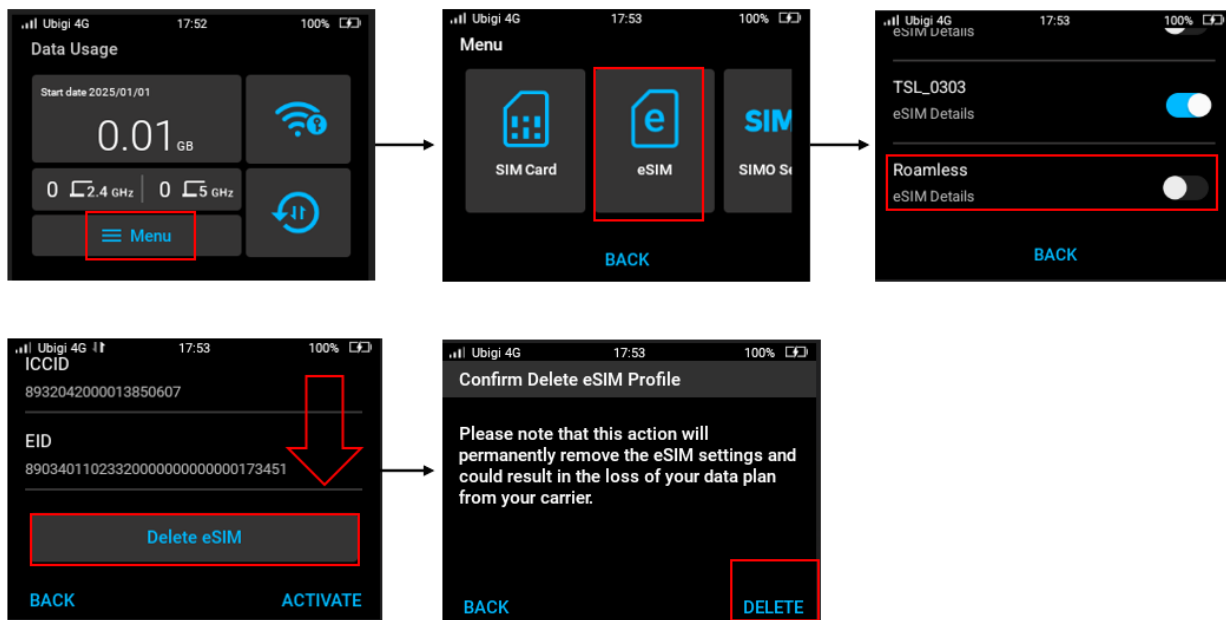 Ubigi 4G 17:52 100%
Data Usage
Start date 2025/01/01
0.01 GB
0 2.4 GHz 0 5 GHz
Menu
Ubigi 4G 17:53 100%
Menu
SIM Card
e
eSIM
SIM
SIMO Se
BACK
Ubigi 4G 17:53 100%
eSIM Details
TSL_0303
eSIM Details
Roamless
eSIM Details
BACK
Ubigi 4G 17:53 100%
ICCID
8932042000013850607
EID
89034011023320000000000000173451
Delete eSIM
BACK ACTIVATE
Ubigi 4G 17:53 100%
Confirm Delete eSIM Profile
Please note that this action will
permanently remove the eSIM settings and
could result in the loss of your data plan
from your carrier.
BACK DELETE